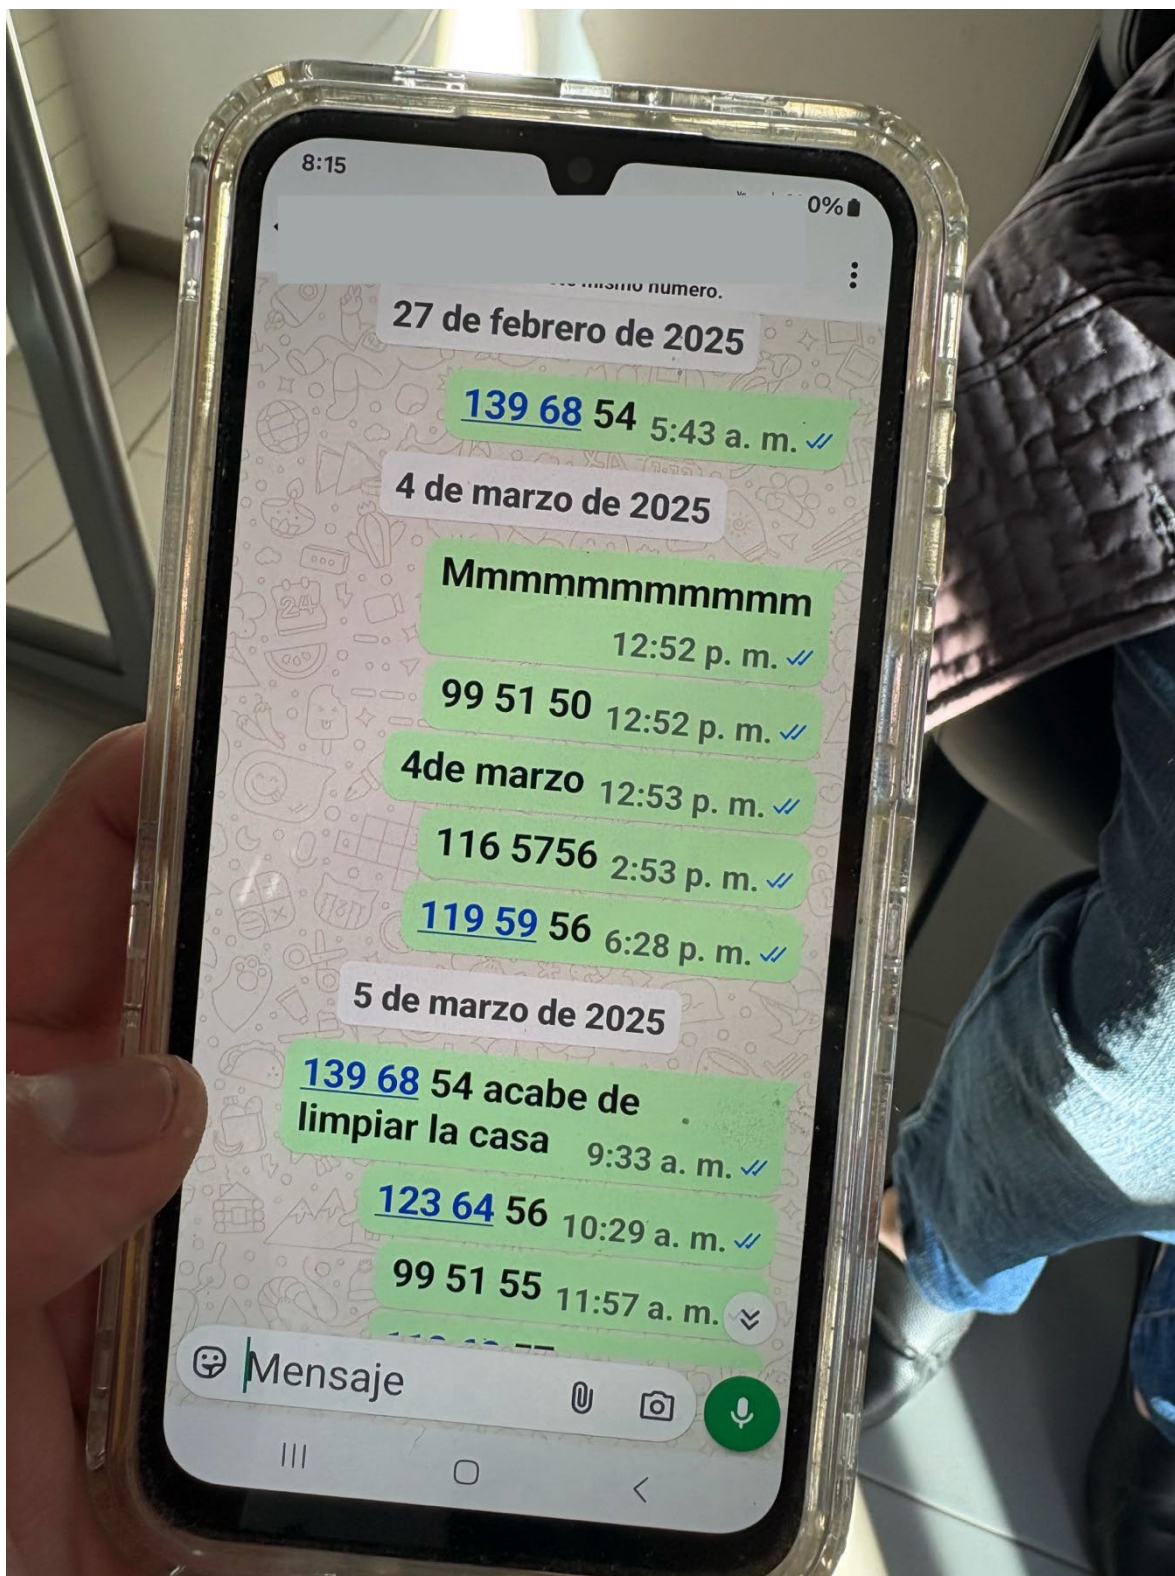 8:15
0%
mismo número.
27 de febrero de 2025
139 68 54 5:43 a. m.
4 de marzo de 2025
Mmmmmmmmmmm
12:52 p. m.
99 51 50 12:52 p. m.
4de marzo 12:53 p. m.
116 5756 2:53 p. m.
119 59 56 6:28 p. m.
5 de marzo de 2025
139 68 54 acabe de
limpiar la casa 9:33 a. m.
123 64 56 10:29 a. m.
99 51 55 11:57 a. m.
Mensaje